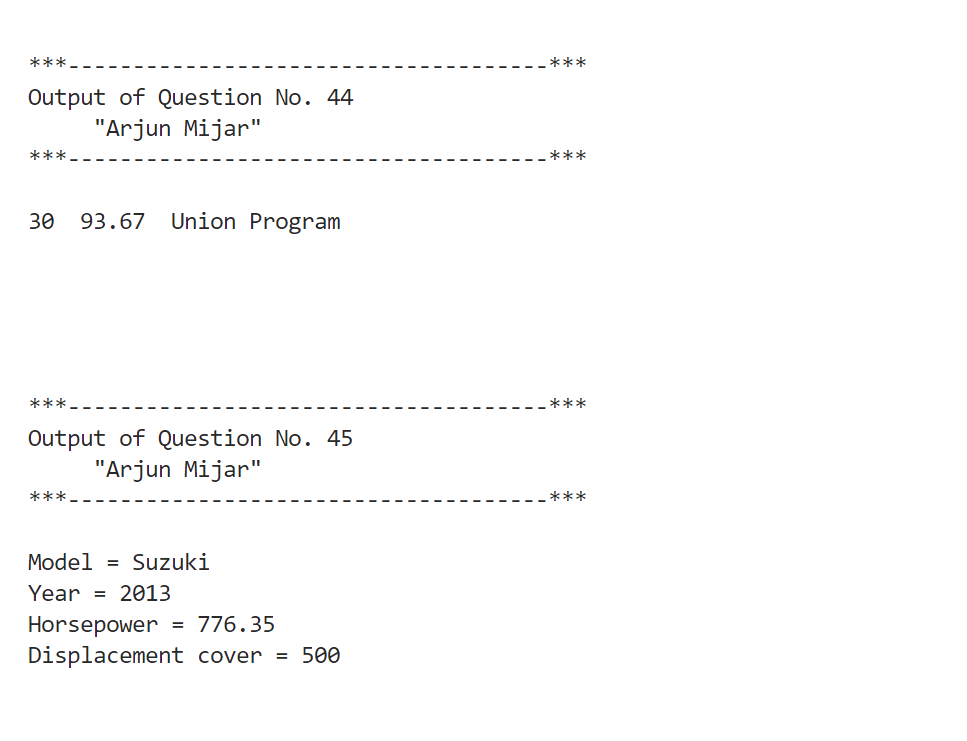 ***-------------------------------------***
Output of Question No. 44
     "Arjun Mijar"
***-------------------------------------***
30  93.67  Union Program
***-------------------------------------***
Output of Question No. 45
     "Arjun Mijar"
***-------------------------------------***
Model = Suzuki
Year = 2013
Horsepower = 776.35
Displacement cover = 500